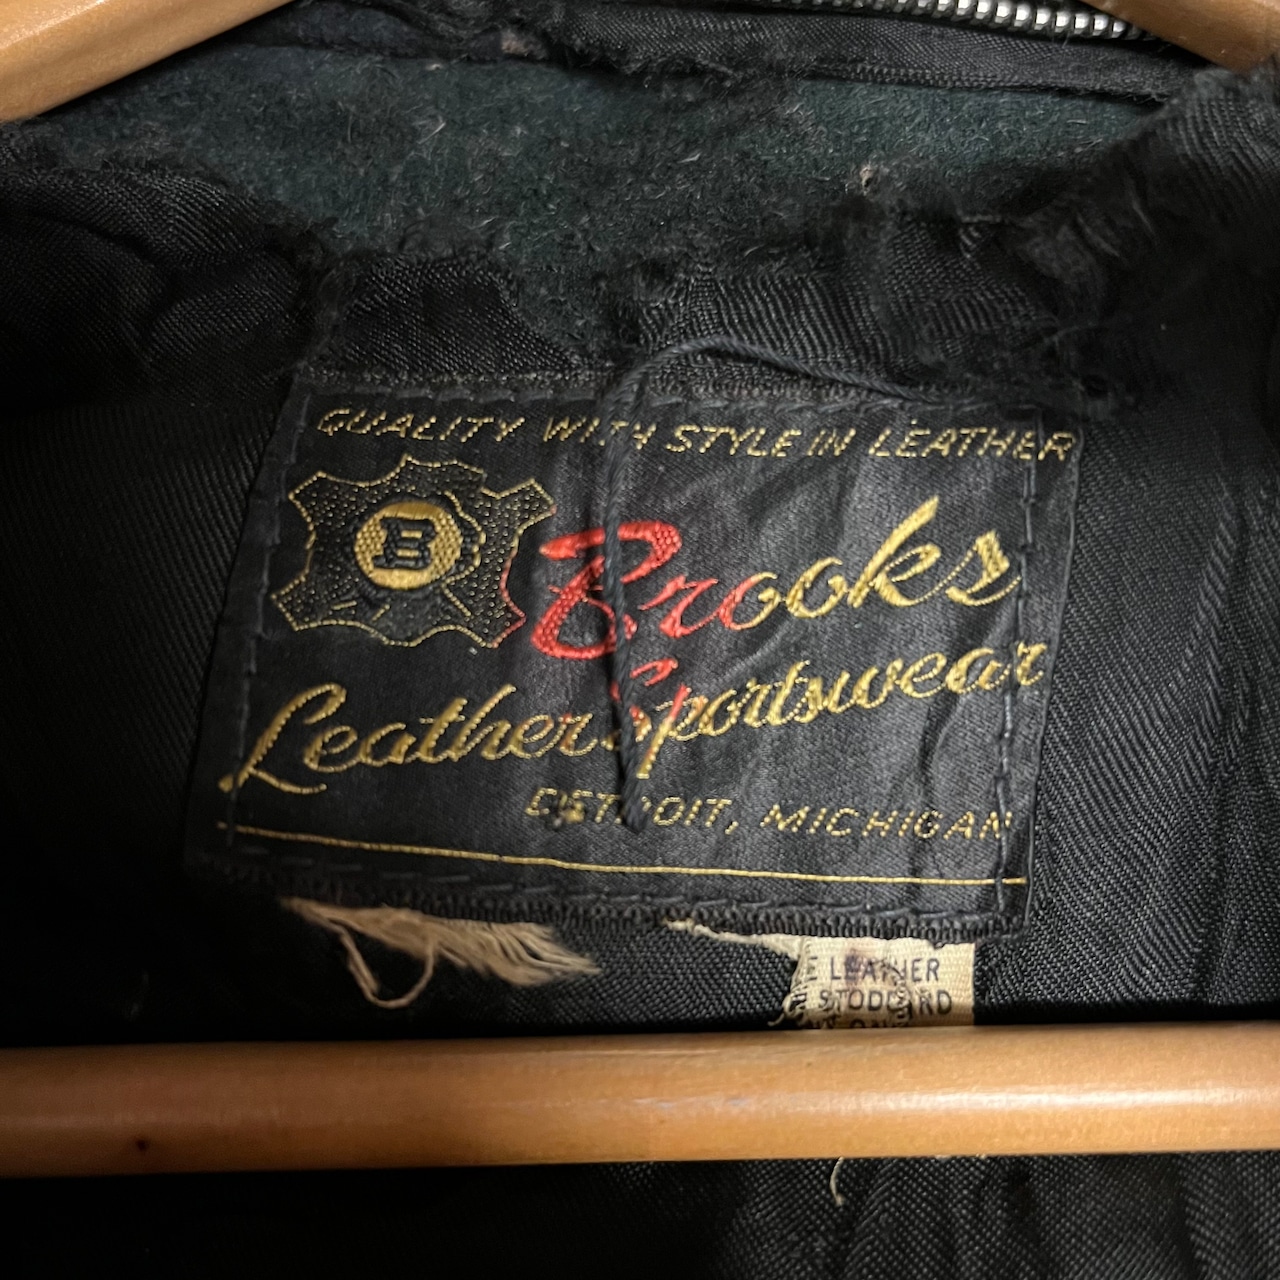 QUALITY WITH STYLE IN LEATHER
B
Brooks
Leather Sportswear
DETROIT, MICHIGAN
LEATHER
STODDARD